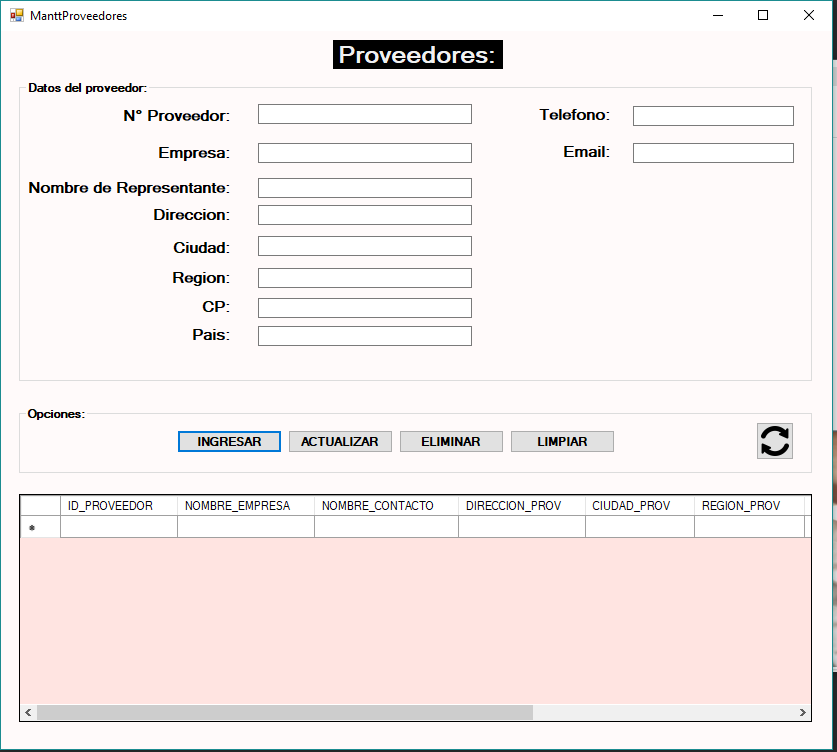 ManttProveedores
Proveedores:
Datos del proveedor:
N° Proveedor:
Telefono:
Empresa:
Email:
Nombre de Representante:
Direccion:
Ciudad:
Region:
CP:
Pais:
Opciones:
INGRESAR ACTUALIZAR ELIMINAR LIMPIAR
ID_PROVEEDOR NOMBRE_EMPRESA NOMBRE_CONTACTO DIRECCION_PROV CIUDAD_PROV REGION_PROV